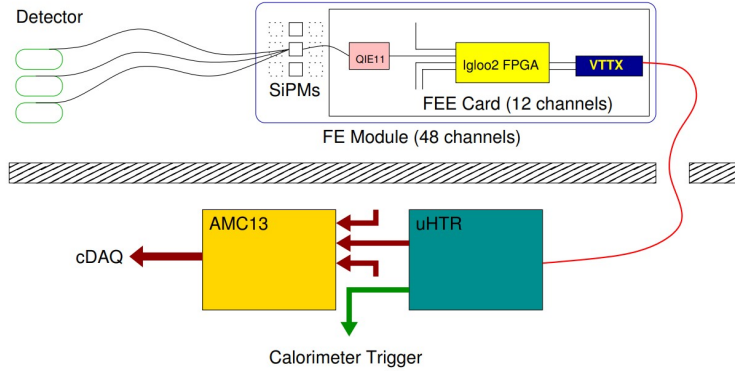 Detector
QIE11
Igloo2 FPGA
VTTX
SiPMs
FEE Card (12 channels)
FE Module (48 channels)
AMC13
uHTR
cDAQ
Calorimeter Trigger